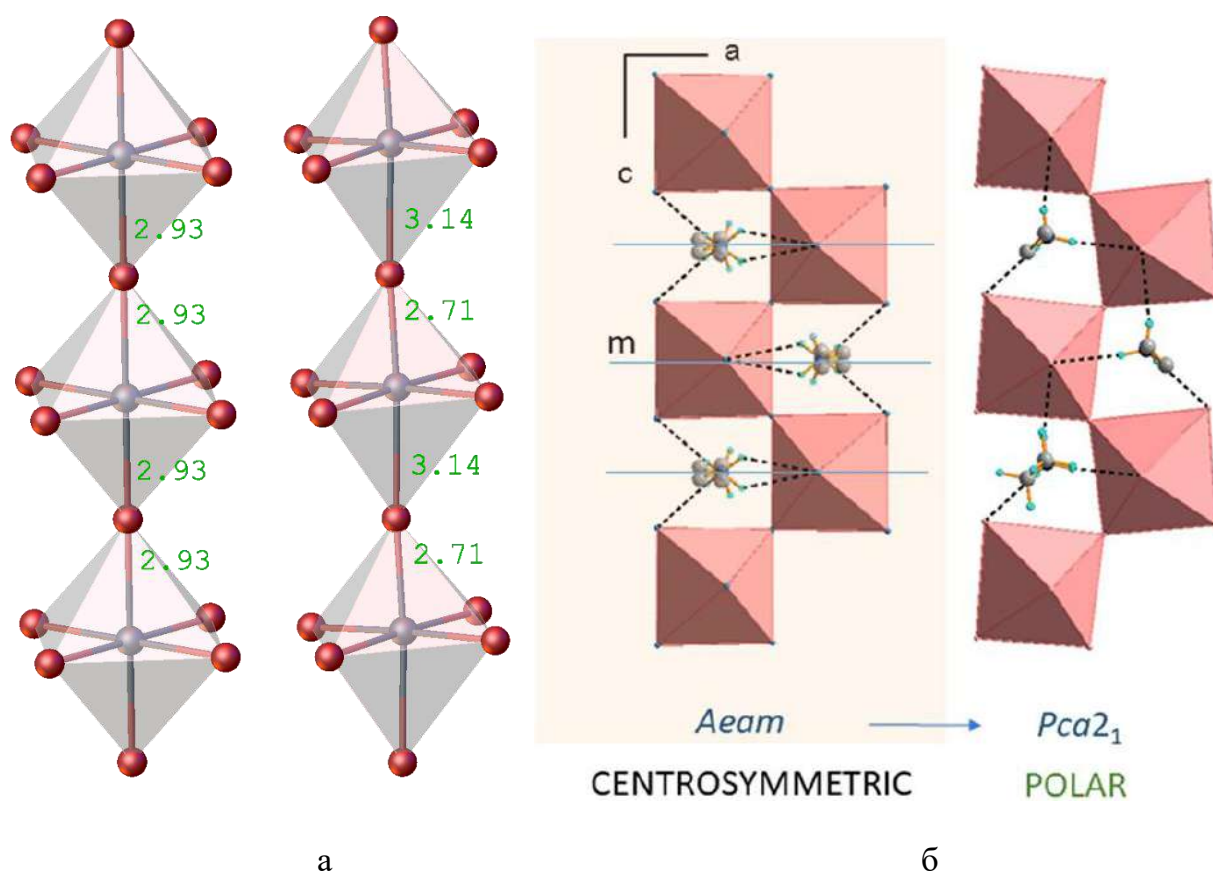 2.93 3.14
2.93 2.71
2.93 3.14
2.93 2.71
a
c
m
Aeam Pca2₁
CENTROSYMMETRIC POLAR
а б